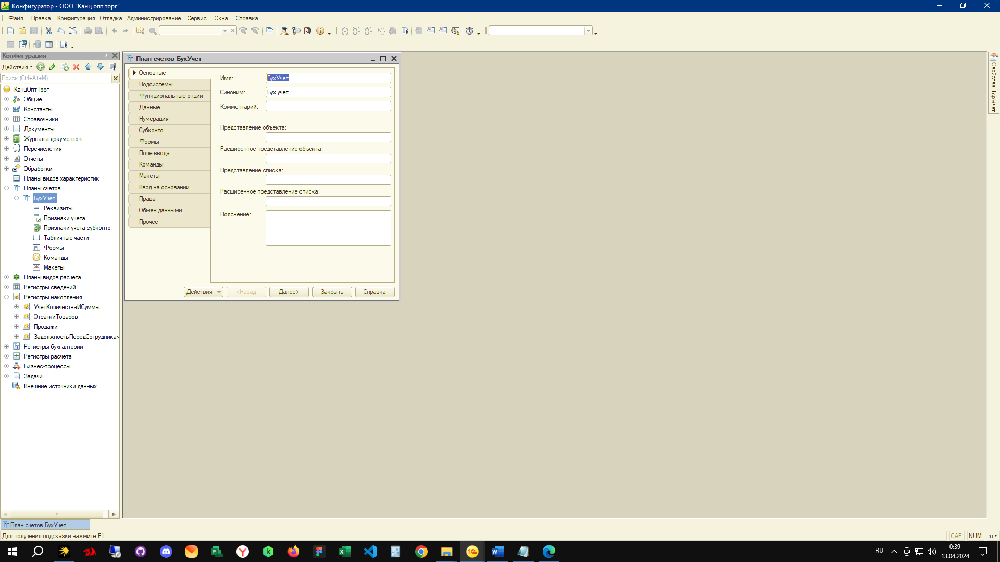 Конфигуратор - ООО "Канц опт торг"
Файл Правка Конфигурация Отладка Администрирование Сервис Окна Справка
Конфигурация
Действия
Поиск (Ctrl+Alt+M)
КанцОптТорг
Общие
Константы
Справочники
Документы
Журналы документов
Перечисления
Отчеты
Обработки
Планы видов характеристик
Планы счетов
БухУчет
Реквизиты
Признаки учета
Признаки учета субконто
Табличные части
Формы
Команды
Макеты
Планы видов расчета
Регистры сведений
Регистры накопления
УчётКоличестваИСуммы
ОтсаткиТоваров
Продажи
ЗадолжностьПередСотрудникам
Регистры бухгалтерии
Регистры расчета
Бизнес-процессы
Задачи
Внешние источники данных
План счетов БухУчет
Основные
Подсистемы
Функциональные опции
Данные
Нумерация
Субконто
Формы
Поле ввода
Команды
Макеты
Ввод на основании
Права
Обмен данными
Прочее
Имя: БухУчет
Синоним: Бух учет
Комментарий:
Представление объекта:
Расширенное представление объекта:
Представление списка:
Расширенное представление списка:
Пояснение:
Действия <Назад Далее> Закрыть Справка
Свойства: БухУчет
План счетов БухУчет
Для получения подсказки нажмите F1
CAP NUM ru
RU
0:39
13.04.2024